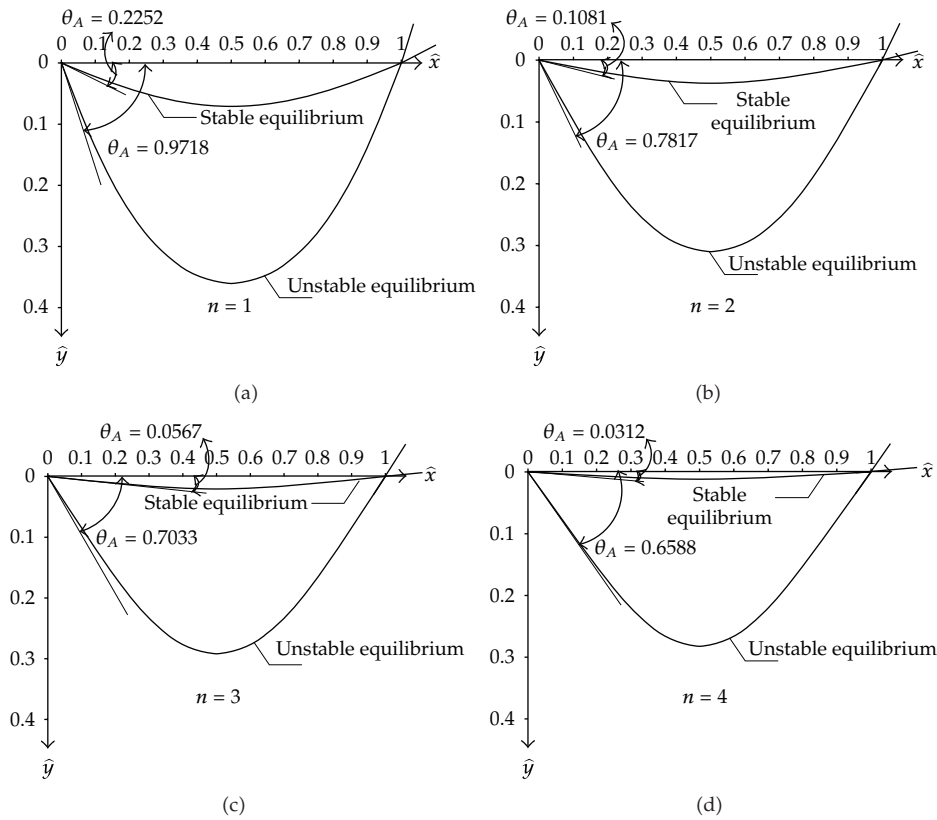 θ_A = 0.2252
0 0.1 0.2 0.3 0.4 0.5 0.6 0.7 0.8 0.9 1
x̂
0
0.1
0.2
0.3
0.4
ŷ
Stable equilibrium
θ_A = 0.9718
Unstable equilibrium
n = 1
(a)
θ_A = 0.1081
0 0.1 0.2 0.3 0.4 0.5 0.6 0.7 0.8 0.9 1
x̂
0
0.1
0.2
0.3
0.4
ŷ
Stable
equilibrium
θ_A = 0.7817
Unstable equilibrium
n = 2
(b)
θ_A = 0.0567
0 0.1 0.2 0.3 0.4 0.5 0.6 0.7 0.8 0.9 1
x̂
0
0.1
0.2
0.3
0.4
ŷ
Stable equilibrium
θ_A = 0.7033
Unstable equilibrium
n = 3
(c)
θ_A = 0.0312
0 0.1 0.2 0.3 0.4 0.5 0.6 0.7 0.8 0.9 1
x̂
0
0.1
0.2
0.3
0.4
ŷ
Stable
equilibrium
θ_A = 0.6588
Unstable equilibrium
n = 4
(d)